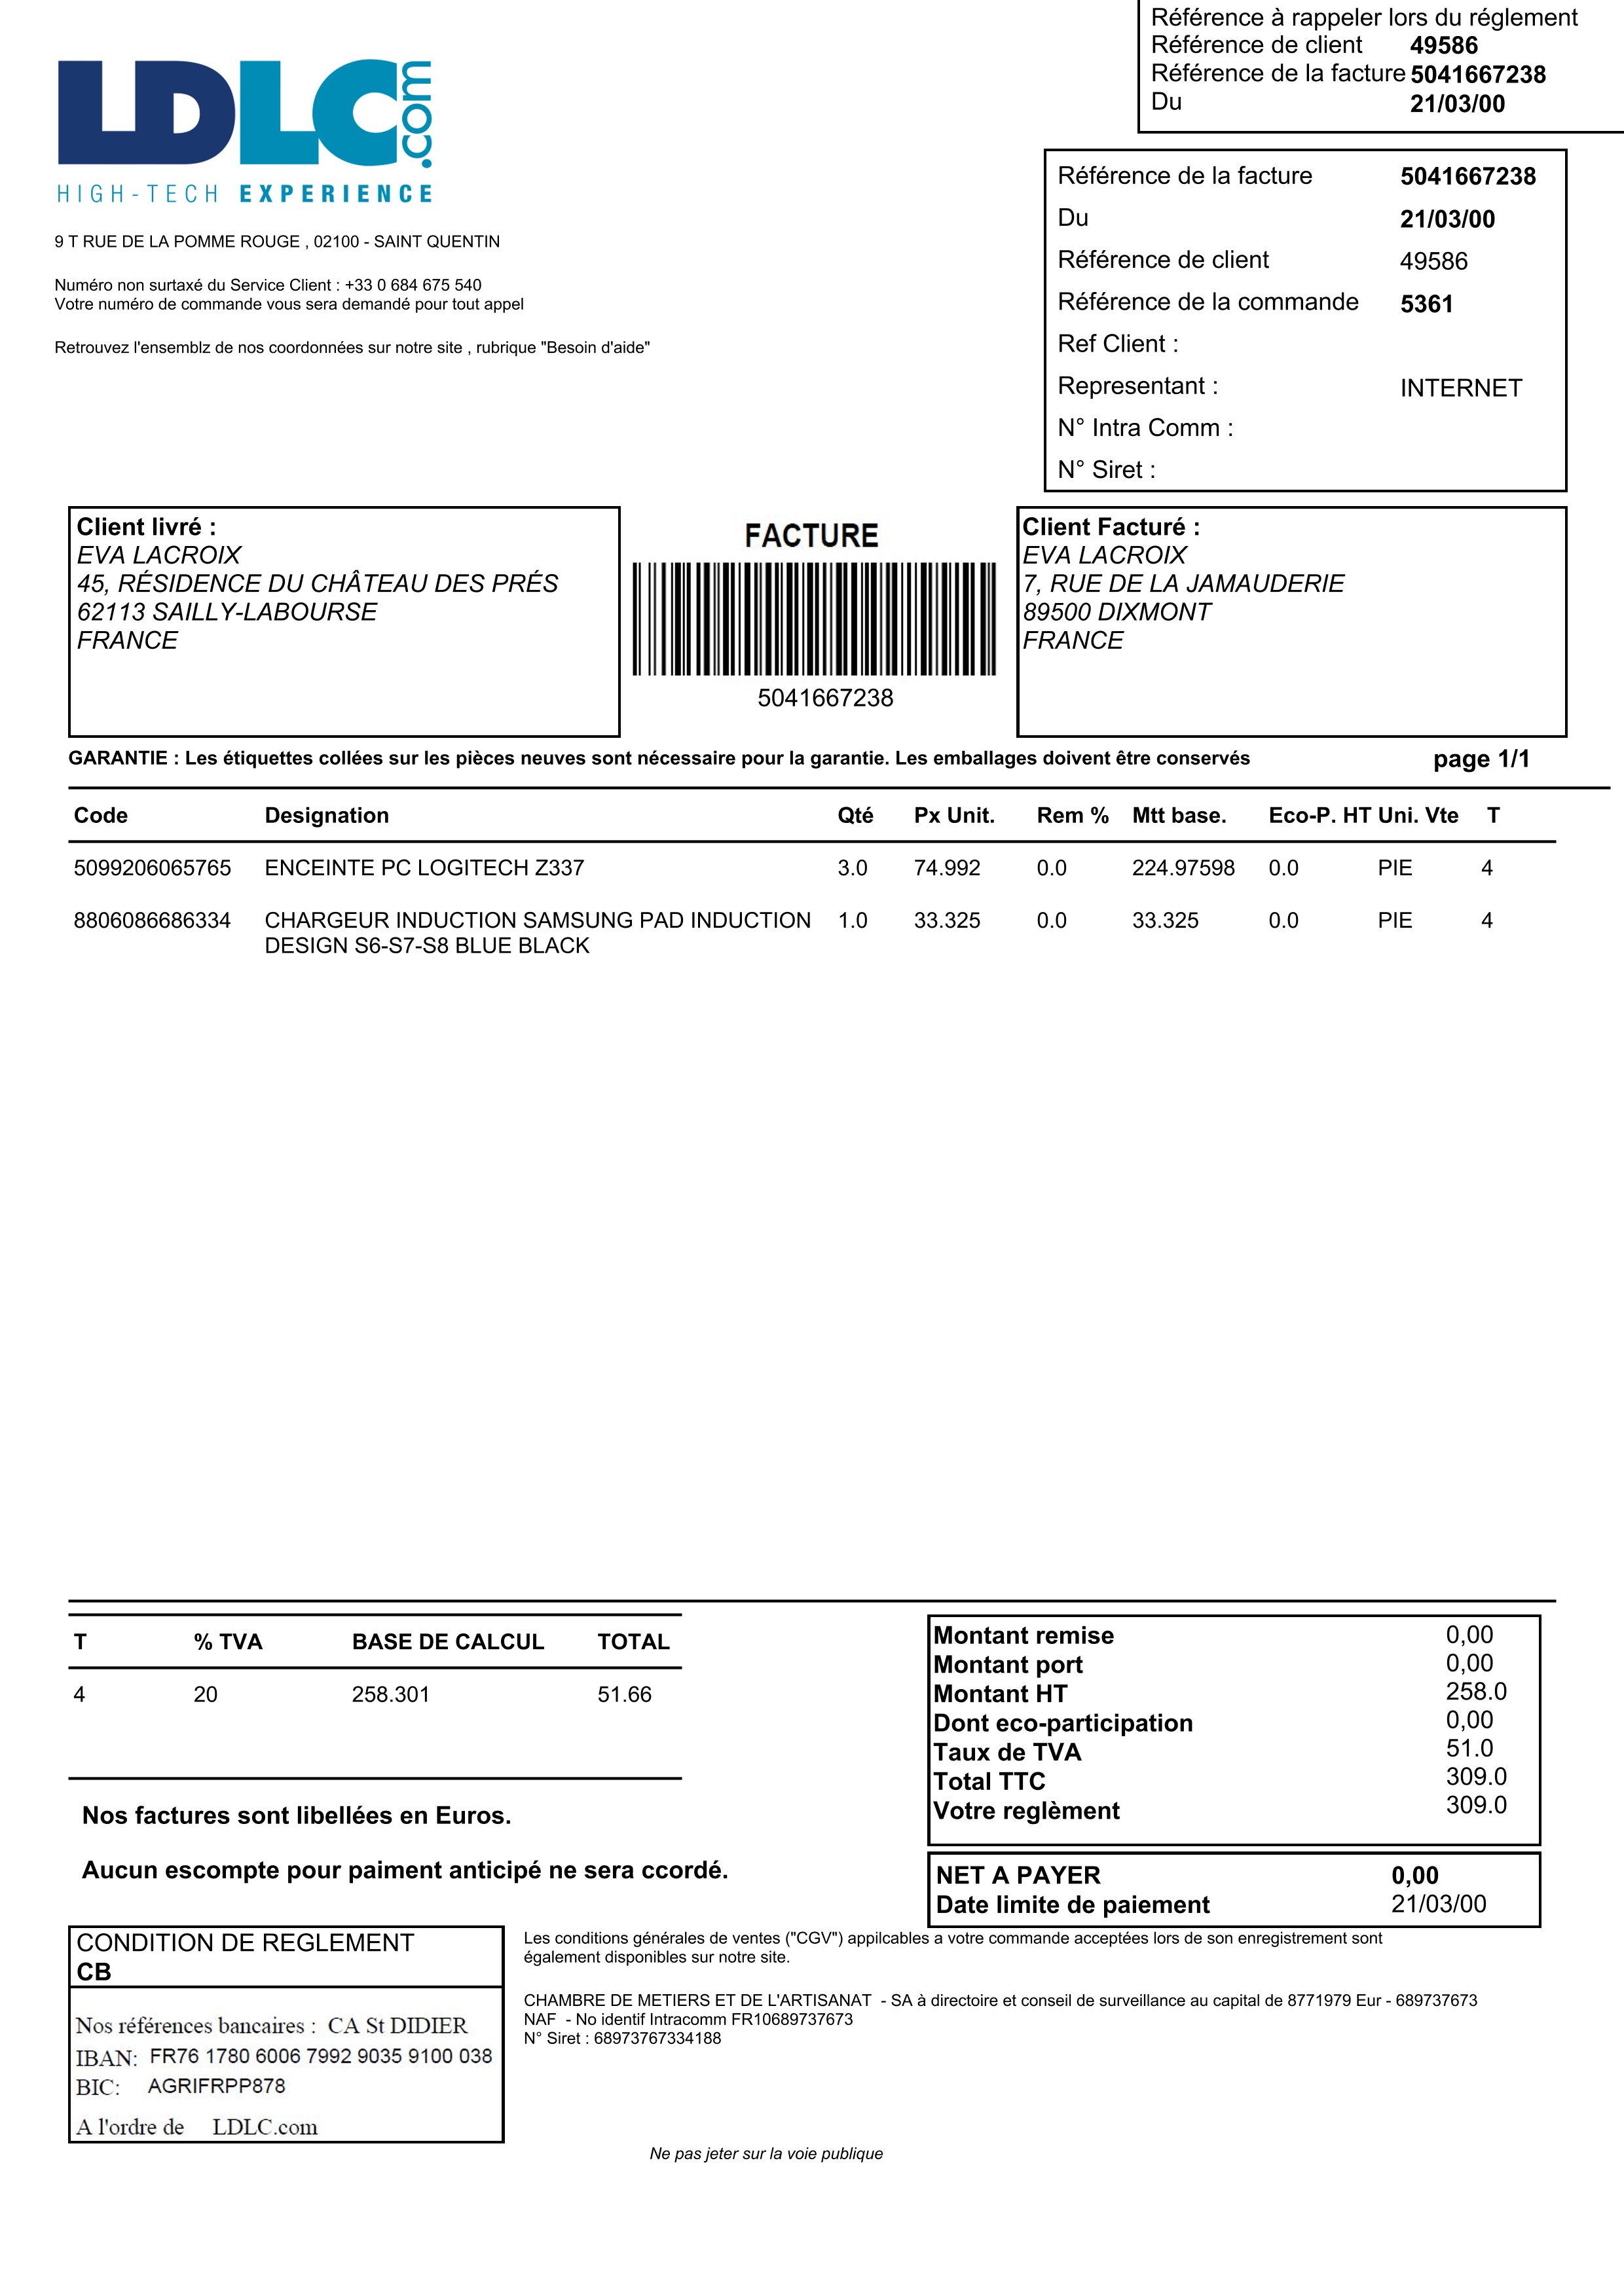 Référence à rappeler lors du réglement
Référence de client 49586
Référence de la facture 5041667238
Du 21/03/00
LDLC.com
HIGH-TECH EXPERIENCE
9 T RUE DE LA POMME ROUGE , 02100 - SAINT QUENTIN
Numéro non surtaxé du Service Client : +33 0 684 675 540
Votre numéro de commande vous sera demandé pour tout appel
Retrouvez l'ensemblz de nos coordonnées sur notre site , rubrique "Besoin d'aide"
Référence de la facture 5041667238
Du 21/03/00
Référence de client 49586
Référence de la commande 5361
Ref Client :
Representant : INTERNET
N° Intra Comm :
N° Siret :
Client livré :
EVA LACROIX
45, RÉSIDENCE DU CHÂTEAU DES PRÉS
62113 SAILLY-LABOURSE
FRANCE
FACTURE
5041667238
Client Facturé :
EVA LACROIX
7, RUE DE LA JAMAUDERIE
89500 DIXMONT
FRANCE
GARANTIE : Les étiquettes collées sur les pièces neuves sont nécessaire pour la garantie. Les emballages doivent être conservés page 1/1
Code Designation Qté Px Unit. Rem % Mtt base. Eco-P. HT Uni. Vte T
5099206065765 ENCEINTE PC LOGITECH Z337 3.0 74.992 0.0 224.97598 0.0 PIE 4
8806086686334 CHARGEUR INDUCTION SAMSUNG PAD INDUCTION 1.0 33.325 0.0 33.325 0.0 PIE 4
DESIGN S6-S7-S8 BLUE BLACK
T % TVA BASE DE CALCUL TOTAL
4 20 258.301 51.66
Nos factures sont libellées en Euros.
Aucun escompte pour paiment anticipé ne sera ccordé.
Montant remise 0,00
Montant port 0,00
Montant HT 258.0
Dont eco-participation 0,00
Taux de TVA 51.0
Total TTC 309.0
Votre reglèment 309.0
NET A PAYER 0,00
Date limite de paiement 21/03/00
CONDITION DE REGLEMENT
CB
Nos références bancaires : CA St DIDIER
IBAN: FR76 1780 6006 7992 9035 9100 038
BIC: AGRIFRPP878
A l'ordre de LDLC.com
Les conditions générales de ventes ("CGV") appilcables a votre commande acceptées lors de son enregistrement sont
également disponibles sur notre site.
CHAMBRE DE METIERS ET DE L'ARTISANAT - SA à directoire et conseil de surveillance au capital de 8771979 Eur - 689737673
NAF - No identif Intracomm FR10689737673
N° Siret : 68973767334188
Ne pas jeter sur la voie publique